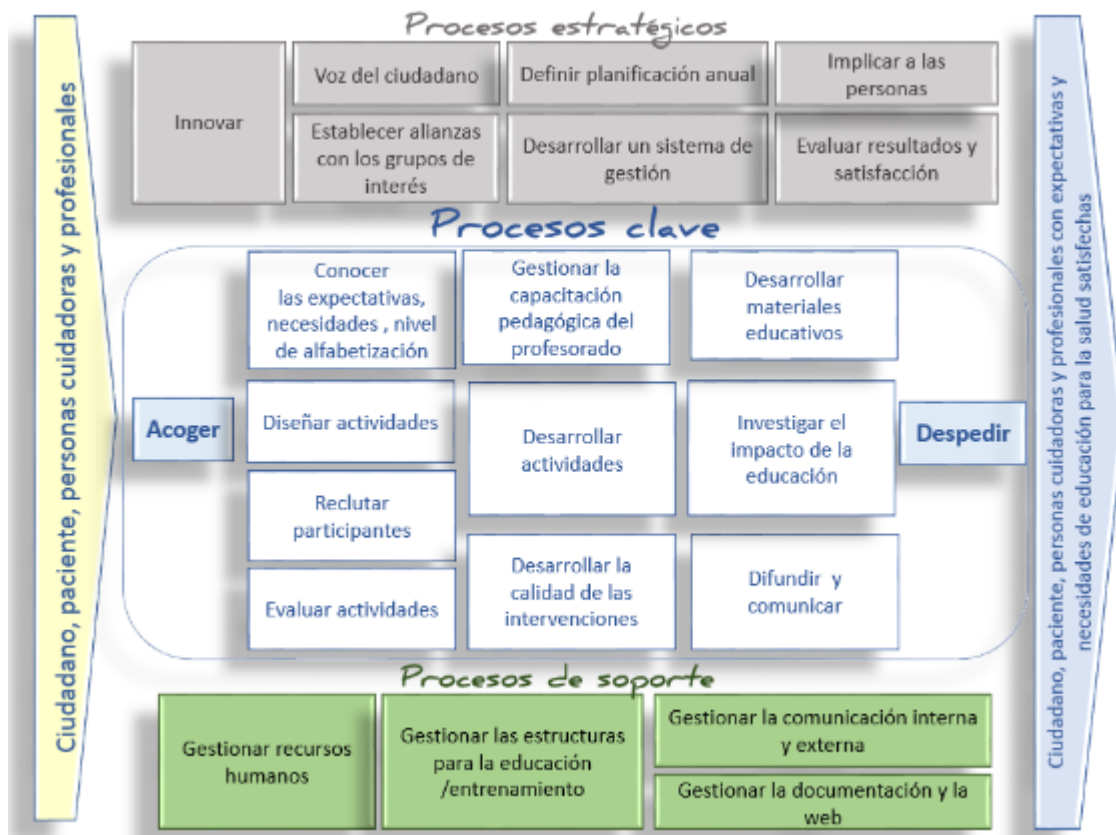 Ciudadano, paciente, personas cuidadoras y profesionales
Procesos estratégicos
Innovar
Voz del ciudadano
Definir planificación anual
Implicar a las
personas
Establecer alianzas
con los grupos de
interés
Desarrollar un sistema de
gestión
Evaluar resultados y
satisfacción
Procesos clave
Acoger
Conocer
las expectativas,
necesidades , nivel
de alfabetización
Gestionar la
capacitación
pedagógica del
profesorado
Desarrollar
materiales
educativos
Diseñar actividades
Desarrollar
actividades
Investigar el
impacto de la
educación
Reclutar
participantes
Evaluar actividades
Desarrollar la
calidad de las
intervenciones
Difundir y
comunicar
Despedir
Procesos de soporte
Gestionar recursos
humanos
Gestionar las estructuras
para la educación
/entrenamiento
Gestionar la comunicación interna
y externa
Gestionar la documentación y la
web
Ciudadano, paciente, personas cuidadoras y profesionales con expectativas y
necesidades de educación para la salud satisfechas